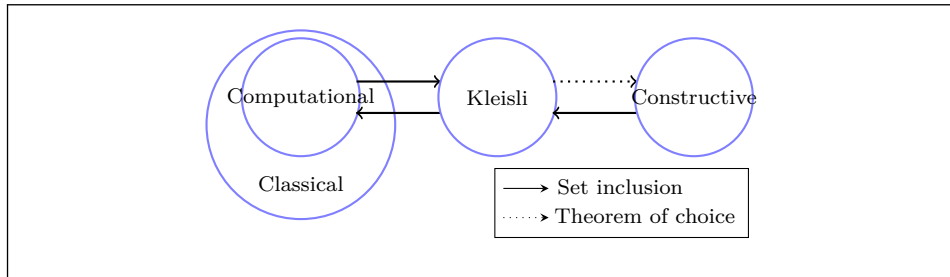 Computational
Kleisli
Constructive
Classical
Set inclusion
Theorem of choice